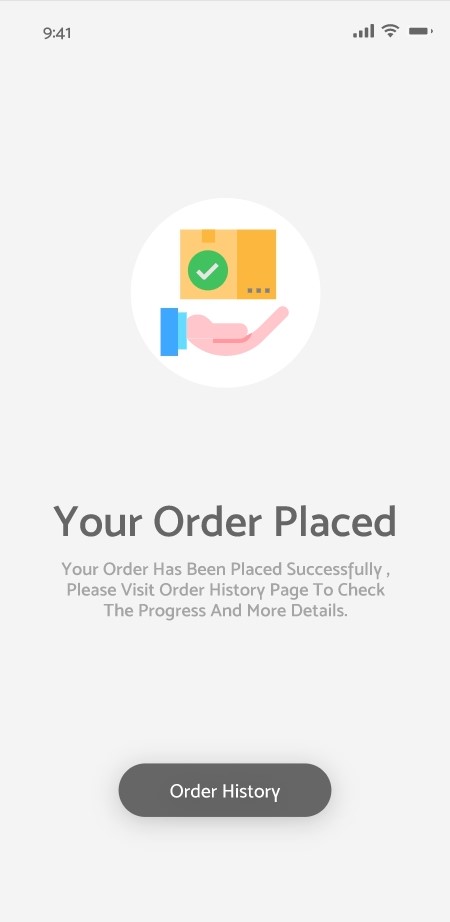 9:41
Your Order Placed
Your Order Has Been Placed Successfully ,
Please Visit Order History Page To Check
The Progress And More Details.
Order History